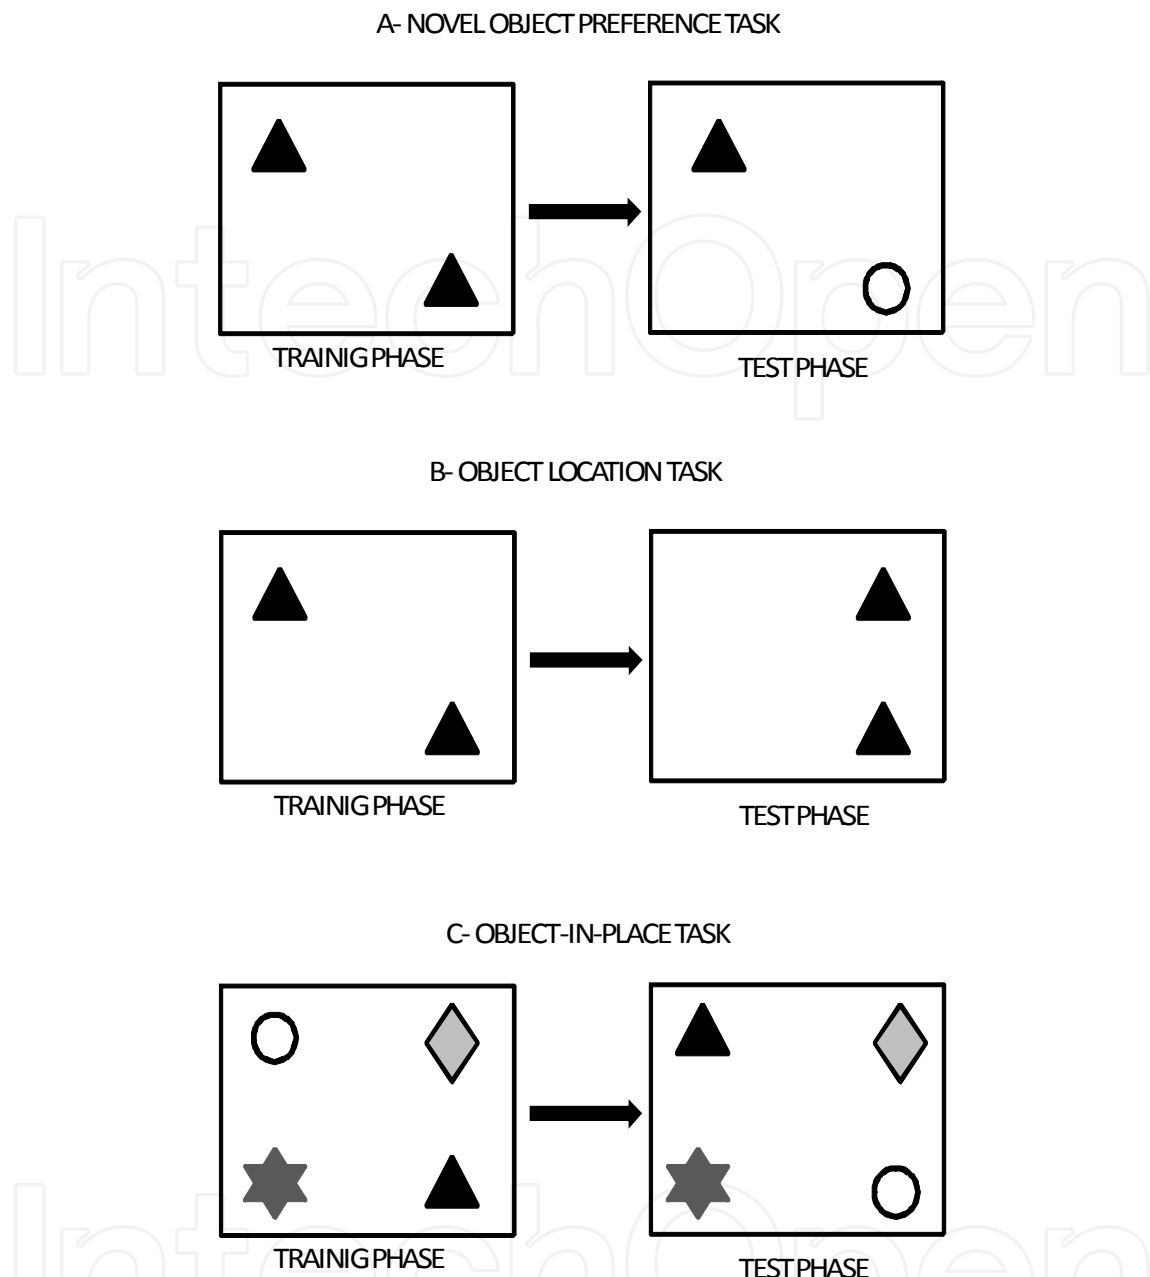 A- NOVEL OBJECT PREFERENCE TASK
TRAINIG PHASE
TEST PHASE
B- OBJECT LOCATION TASK
TRAINIG PHASE
TEST PHASE
C- OBJECT-IN-PLACE TASK
TRAINIG PHASE
TEST PHASE
IntechOpen
IntechOpen